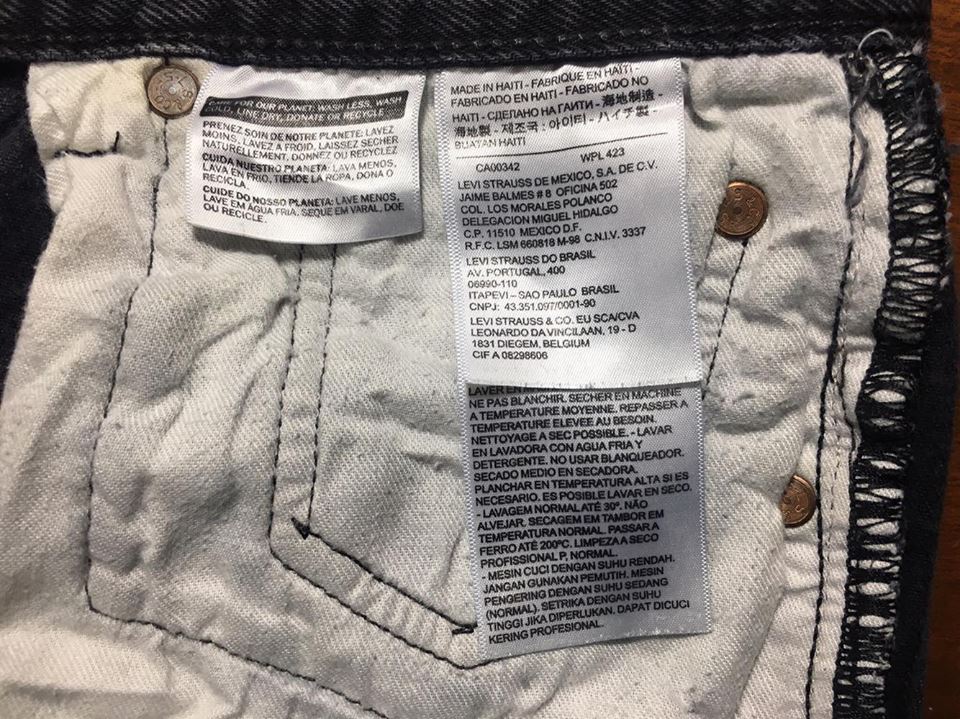 CARE FOR OUR PLANET: WASH LESS, WASH
COLD, LINE DRY, DONATE OR RECYCLE
PRENEZ SOIN DE NOTRE PLANETE: LAVEZ
MOINS, LAVEZ A FROID, LAISSEZ SECHER
NATURELLEMENT, DONNEZ OU RECYCLEZ
CUIDA NUESTRO PLANETA: LAVA MENOS,
LAVA EN FRIO, TIENDE LA ROPA, DONA O
RECICLA.
CUIDE DO NOSSO PLANETA: LAVE MENOS,
LAVE EM AGUA FRIA, SEQUE EM VARAL, DOE
OU RECICLE.
MADE IN HAITI - FABRIQUE EN HAITI -
FABRICADO EN HAITI - FABRICADO NO
HAITI - СДЕЛАНО НА ГАИТИ - 海地制造 -
海地製 - 제조국 : 아이티 - ハイチ製 -
BUATAN HAITI
CA00342 WPL 423
LEVI STRAUSS DE MEXICO, S.A. DE C.V.
JAIME BALMES # 8 OFICINA 502
COL. LOS MORALES POLANCO
DELEGACION MIGUEL HIDALGO
C.P. 11510 MEXICO D.F.
R.F.C. LSM 660818 M-98 C.N.I.V. 3337
LEVI STRAUSS DO BRASIL
AV. PORTUGAL, 400
06990-110
ITAPEVI – SAO PAULO BRASIL
CNPJ: 43.351.097/0001-90
LEVI STRAUSS & CO. EU SCA/CVA
LEONARDO DA VINCILAAN, 19 - D
1831 DIEGEM, BELGIUM
CIF A 08298606
LAVER EN
NE PAS BLANCHIR. SECHER EN MACHINE
A TEMPERATURE MOYENNE. REPASSER A
TEMPERATURE ELEVEE AU BESOIN.
NETTOYAGE A SEC POSSIBLE. - LAVAR
EN LAVADORA CON AGUA FRIA Y
DETERGENTE. NO USAR BLANQUEADOR.
SECADO MEDIO EN SECADORA.
PLANCHAR EN TEMPERATURA ALTA SI ES
NECESARIO. ES POSIBLE LAVAR EN SECO.
- LAVAGEM NORMAL ATÉ 30º. NÃO
ALVEJAR. SECAGEM EM TAMBOR EM
TEMPERATURA NORMAL. PASSAR A
FERRO ATÉ 200ºC. LIMPEZA A SECO
PROFISSIONAL P, NORMAL.
- MESIN CUCI DENGAN SUHU RENDAH.
JANGAN GUNAKAN PEMUTIH. MESIN
PENGERING DENGAN SUHU SEDANG
(NORMAL). SETRIKA DENGAN SUHU
TINGGI JIKA DIPERLUKAN. DAPAT DICUCI
KERING PROFESIONAL.